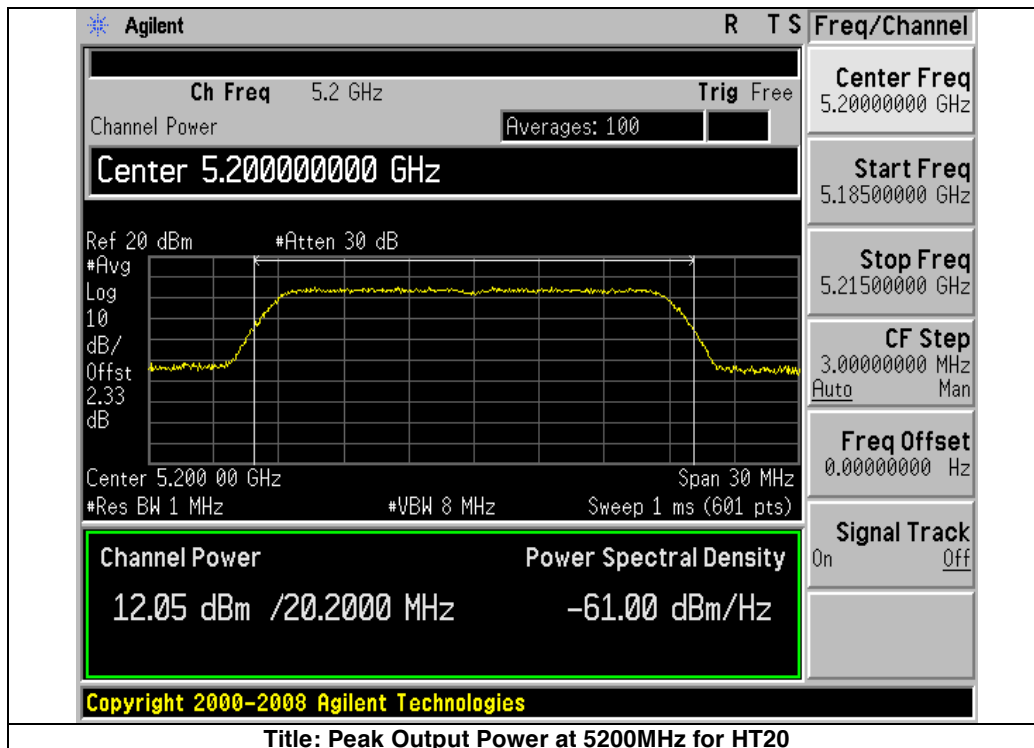 Agilent
R T S
Freq/Channel
Ch Freq 5.2 GHz
Trig Free
Channel Power
Averages: 100
Center 5.200000000 GHz
Ref 20 dBm
#Atten 30 dB
#Avg
Log
10
dB/
Offst
2.33
dB
Center 5.200 00 GHz
Span 30 MHz
#Res BW 1 MHz
#VBW 8 MHz
Sweep 1 ms (601 pts)
Channel Power
Power Spectral Density
12.05 dBm /20.2000 MHz
-61.00 dBm/Hz
Center Freq
5.20000000 GHz
Start Freq
5.18500000 GHz
Stop Freq
5.21500000 GHz
CF Step
3.00000000 MHz
Auto Man
Freq Offset
0.00000000 Hz
Signal Track
On Off
Copyright 2000-2008 Agilent Technologies
Title: Peak Output Power at 5200MHz for HT20